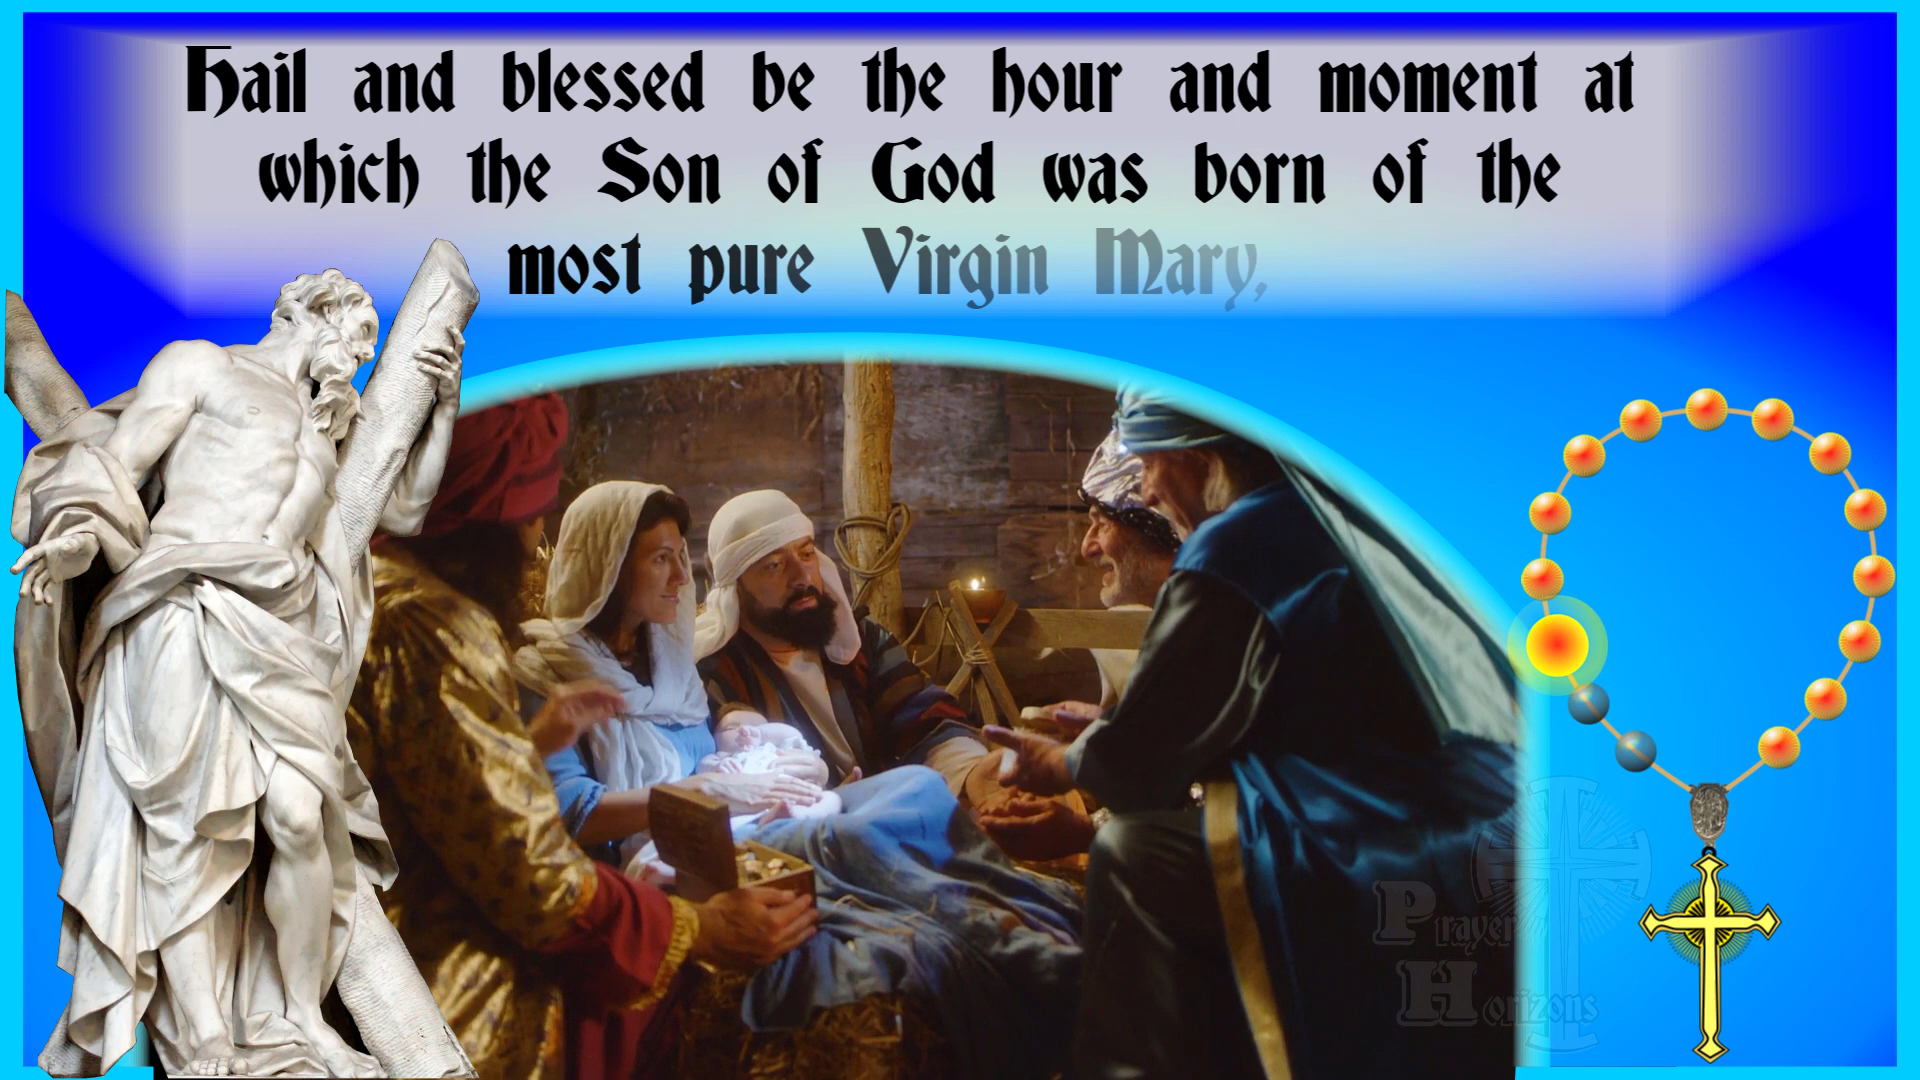 Hail and blessed be the hour and moment at
which the Son of God was born of the
most pure Virgin Mary,
Prayer
Horizons